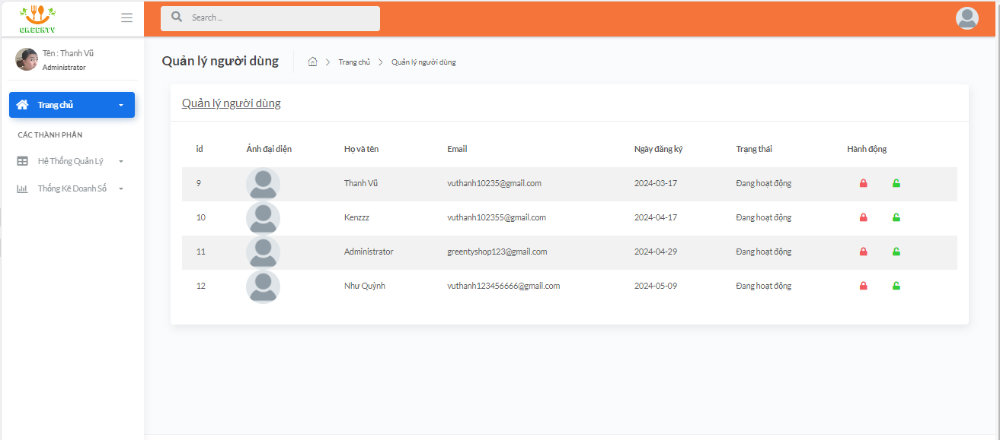 GREENTY
Search ...
Tên : Thanh Vũ
Administrator
Trang chủ
CÁC THÀNH PHẦN
Hệ Thống Quản Lý
Thống Kê Doanh Số
Quản lý người dùng
Trang chủ
Quản lý người dùng
Quản lý người dùng
id Ảnh đại diện Họ và tên Email Ngày đăng ký Trạng thái Hành động
9 Thanh Vũ vuthanh10235@gmail.com 2024-03-17 Đang hoạt động
10 Kenzzz vuthanh102355@gmail.com 2024-04-17 Đang hoạt động
11 Administrator greentyshop123@gmail.com 2024-04-29 Đang hoạt động
12 Như Quỳnh vuthanh123456666@gmail.com 2024-05-09 Đang hoạt động